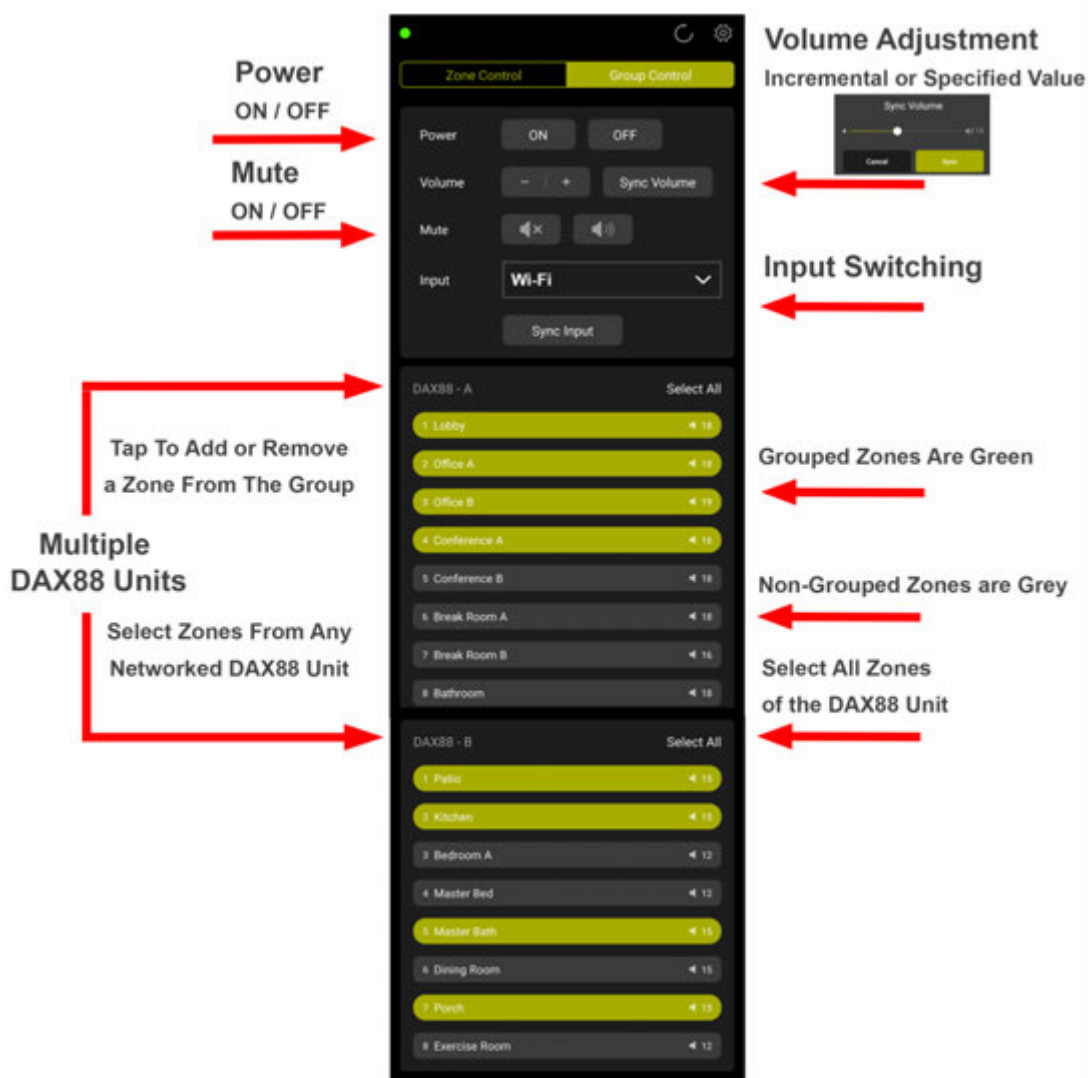 Power
ON / OFF
Mute
ON / OFF
Multiple
DAX88 Units
Tap To Add or Remove
a Zone From The Group
Select Zones From Any
Networked DAX88 Unit
Zone Control
Group Control
Power
ON
OFF
Volume
-
+
Sync Volume
Mute
Input
Wi-Fi
Sync Input
DAX88 - A
Select All
1 Lobby 18
2 Office A 18
3 Office B 19
4 Conference A 16
5 Conference B 18
6 Break Room A 18
7 Break Room B 16
8 Bathroom 18
DAX88 - B
Select All
1 Patio 15
2 Kitchen 15
3 Bedroom A 12
4 Master Bed 12
5 Master Bath 15
6 Dining Room 15
7 Porch 15
8 Exercise Room 12
Volume Adjustment
Incremental or Specified Value
Sync Volume
Cancel
Sync
Input Switching
Grouped Zones Are Green
Non-Grouped Zones are Grey
Select All Zones
of the DAX88 Unit